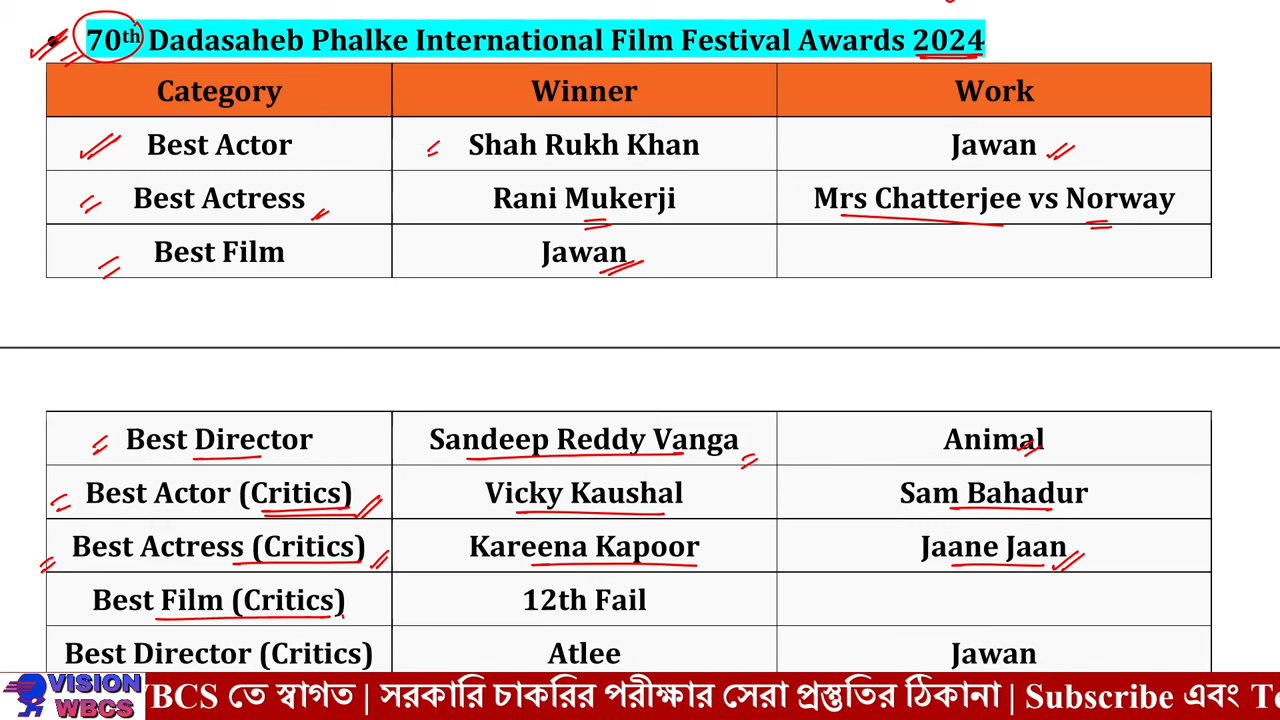 70th Dadasaheb Phalke International Film Festival Awards 2024
Category Winner Work
Best Actor Shah Rukh Khan Jawan
Best Actress Rani Mukerji Mrs Chatterjee vs Norway
Best Film Jawan
Best Director Sandeep Reddy Vanga Animal
Best Actor (Critics) Vicky Kaushal Sam Bahadur
Best Actress (Critics) Kareena Kapoor Jaane Jaan
Best Film (Critics) 12th Fail
Best Director (Critics) Atlee Jawan
VISION WBCS
WBCS তে স্বাগত | সরকারি চাকরির পরীক্ষার সেরা প্রস্তুতির ঠিকানা | Subscribe এবং